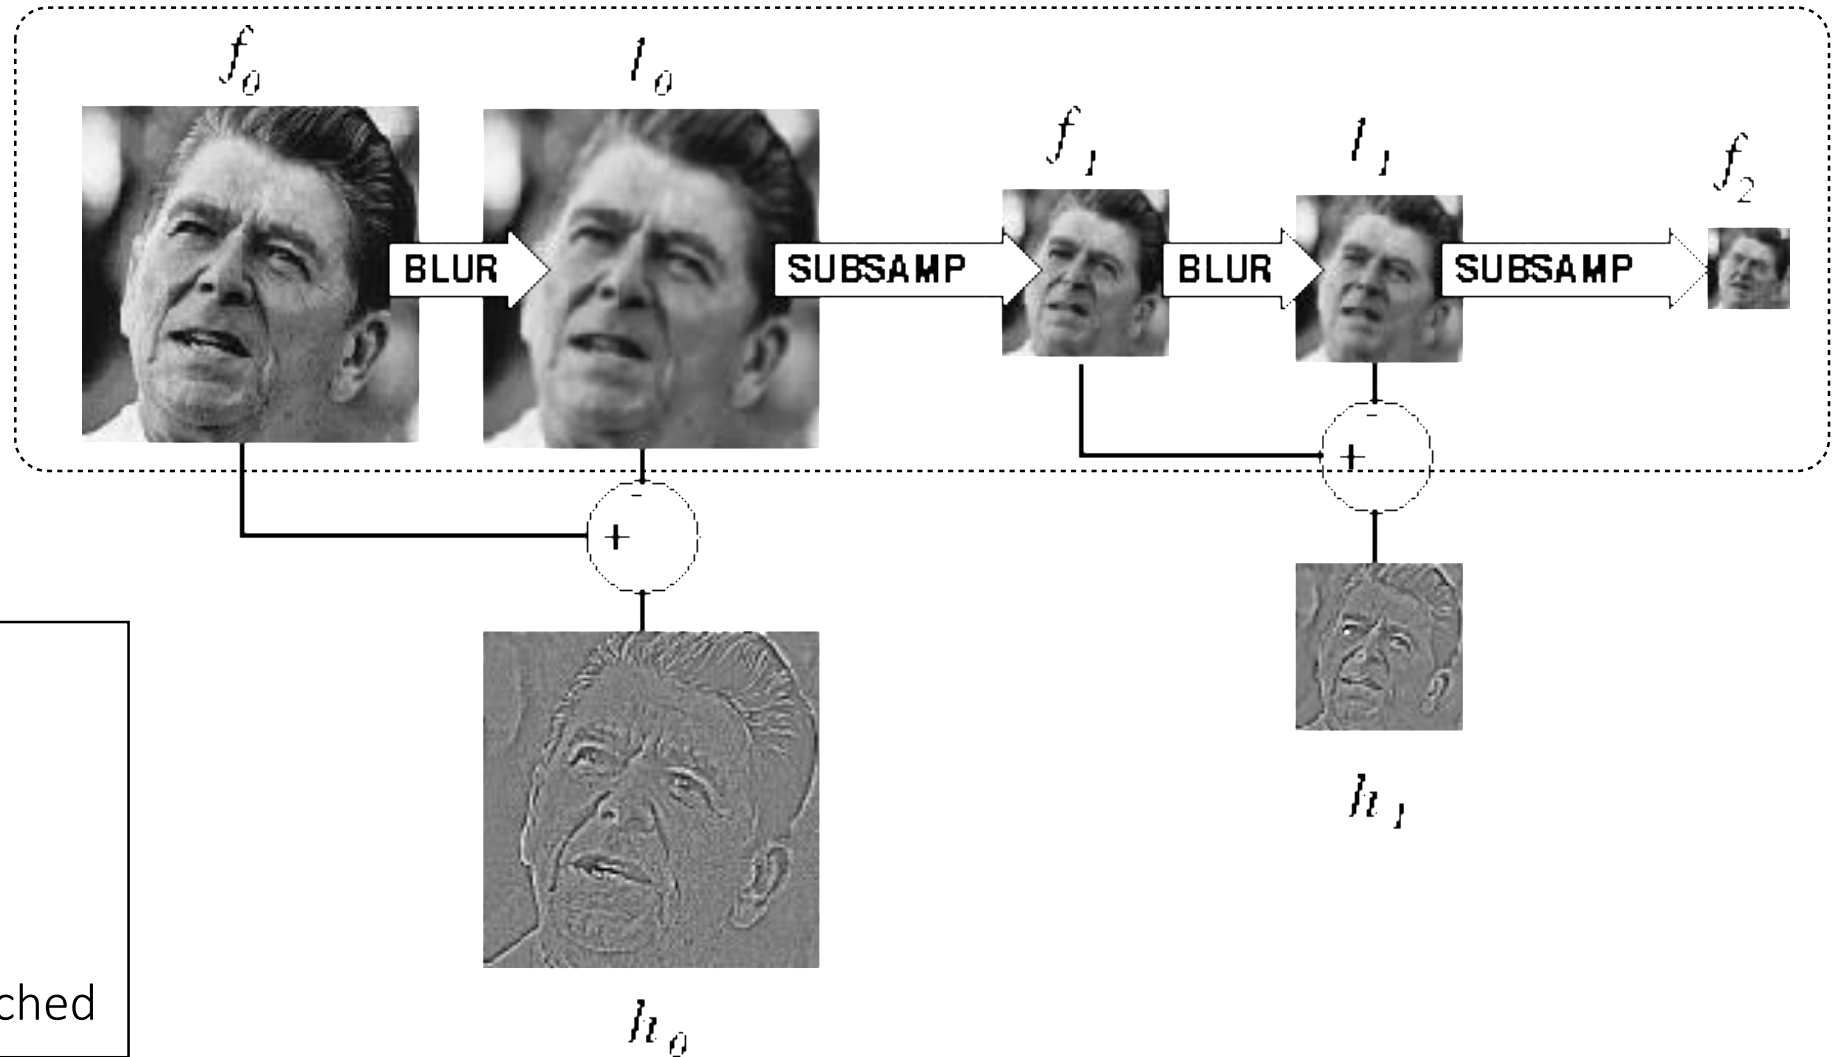 f0 l0
f1 l1
f2
BLUR SUBSAMP BLUR SUBSAMP
-
+
-
+
h1
ched
h0